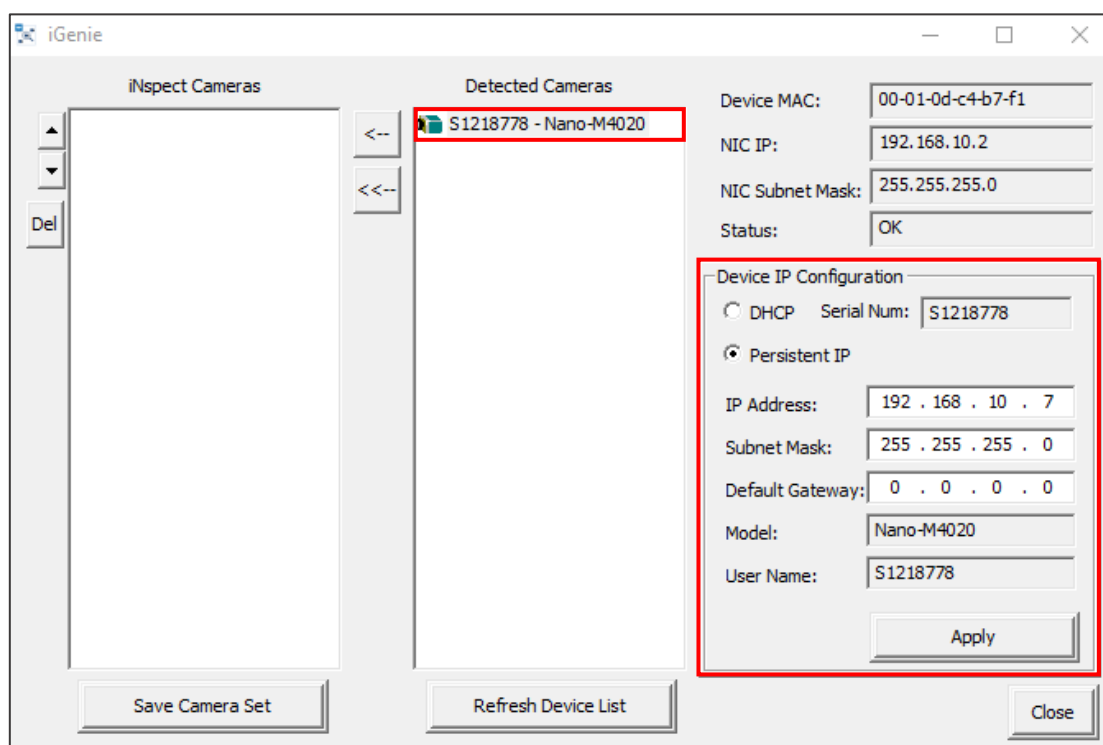 iGenie
iNspect Cameras
Detected Cameras
<--
<<--
Del
S1218778 - Nano-M4020
Device MAC: 00-01-0d-c4-b7-f1
NIC IP: 192.168.10.2
NIC Subnet Mask: 255.255.255.0
Status: OK
Device IP Configuration
DHCP Serial Num: S1218778
Persistent IP
IP Address: 192 . 168 . 10 . 7
Subnet Mask: 255 . 255 . 255 . 0
Default Gateway: 0 . 0 . 0 . 0
Model: Nano-M4020
User Name: S1218778
Apply
Save Camera Set
Refresh Device List
Close